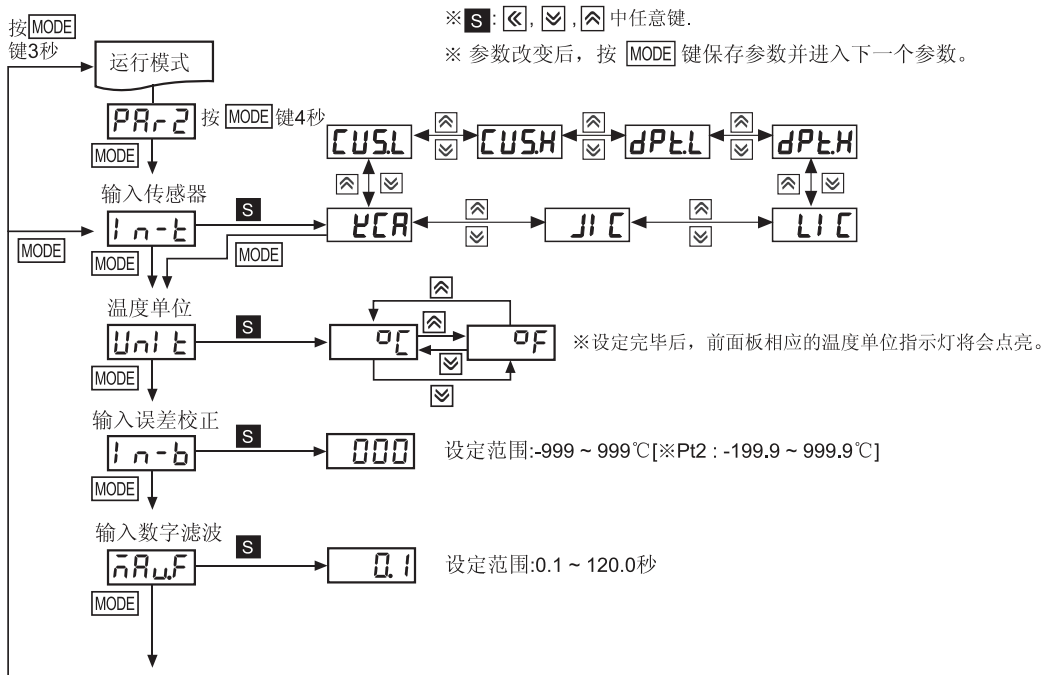 ※S: «, ︾, ︽ 中任意键.
※ 参数改变后，按 MODE 键保存参数并进入下一个参数。
按MODE
键3秒
运行模式
PAr2 按 MODE 键4秒
MODE
CUS.L CUS.H dPt.L dPt.H
输入传感器
In-t S KCA JIC LIC
MODE MODE MODE
温度单位
UnIt S °C °F ※设定完毕后，前面板相应的温度单位指示灯将会点亮。
MODE
输入误差校正
In-b S 000 设定范围:-999 ~ 999℃[※Pt2 : -199.9 ~ 999.9℃]
MODE
输入数字滤波
MAu.F S 0.1 设定范围:0.1 ~ 120.0秒
MODE